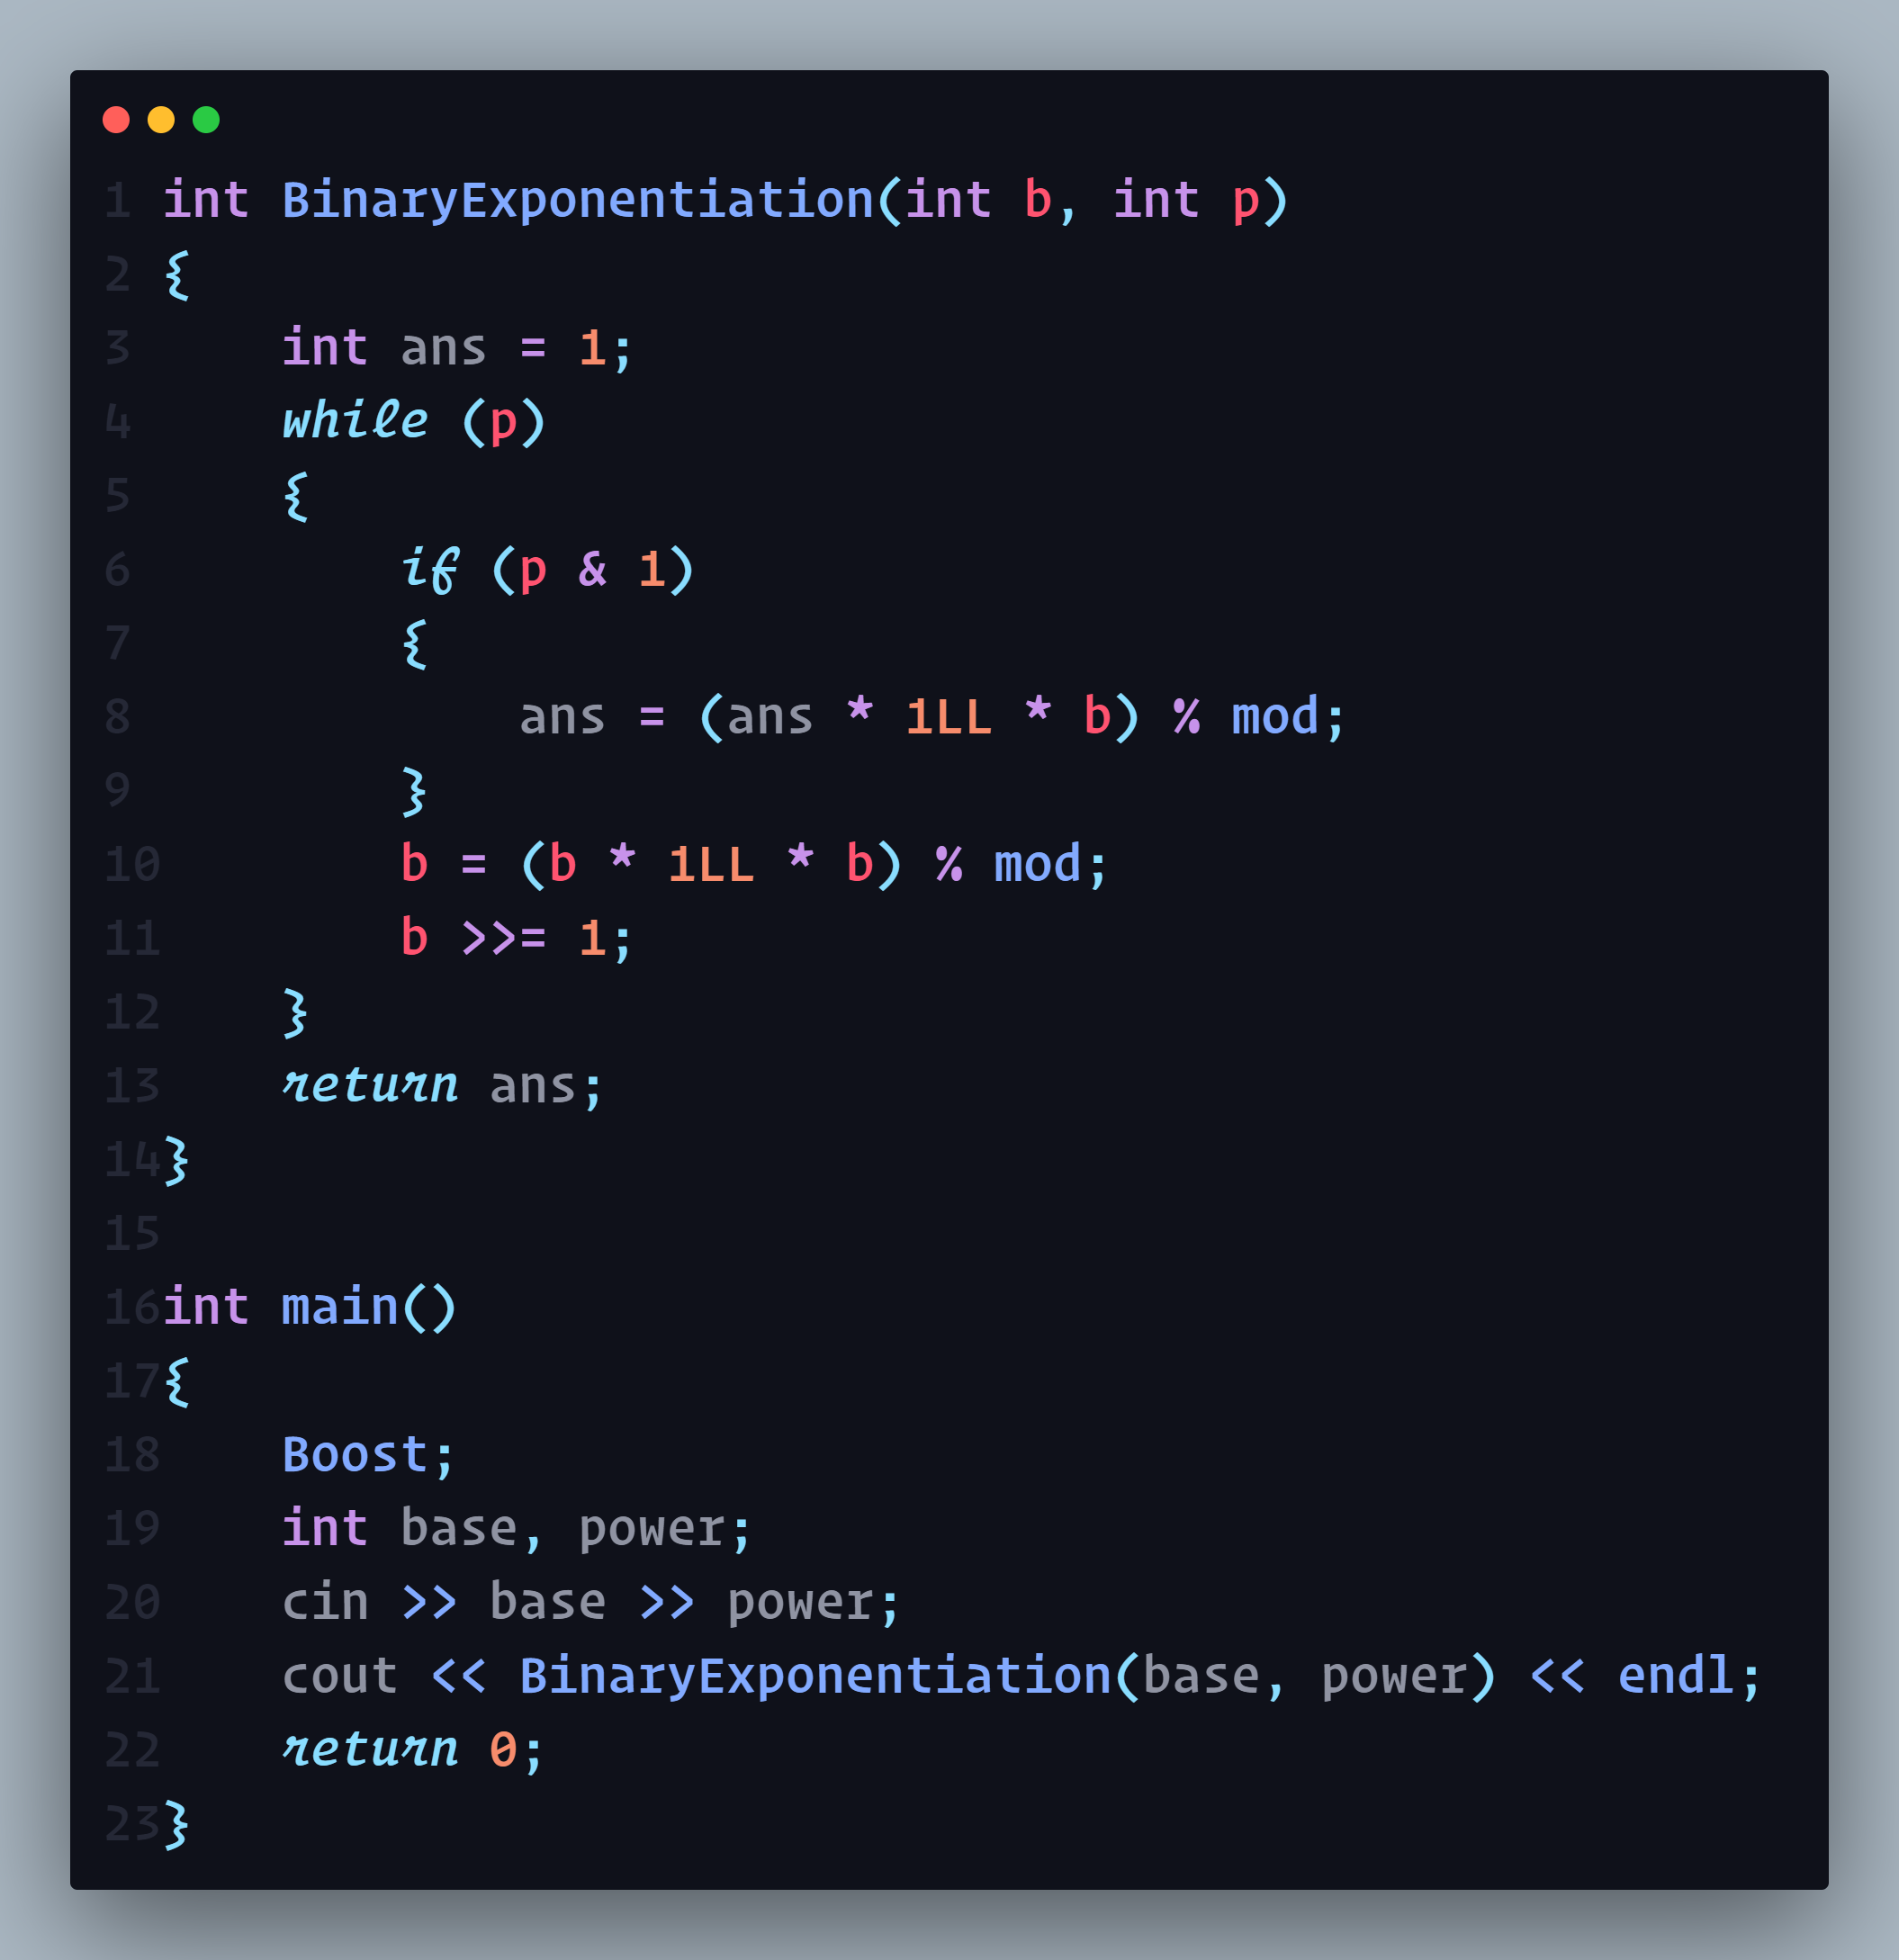 1 int BinaryExponentiation(int b, int p)
2 {
3     int ans = 1;
4     while (p)
5     {
6         if (p & 1)
7         {
8             ans = (ans * 1LL * b) % mod;
9         }
10         b = (b * 1LL * b) % mod;
11         b >>= 1;
12     }
13     return ans;
14 }
15
16 int main()
17 {
18     Boost;
19     int base, power;
20     cin >> base >> power;
21     cout << BinaryExponentiation(base, power) << endl;
22     return 0;
23 }